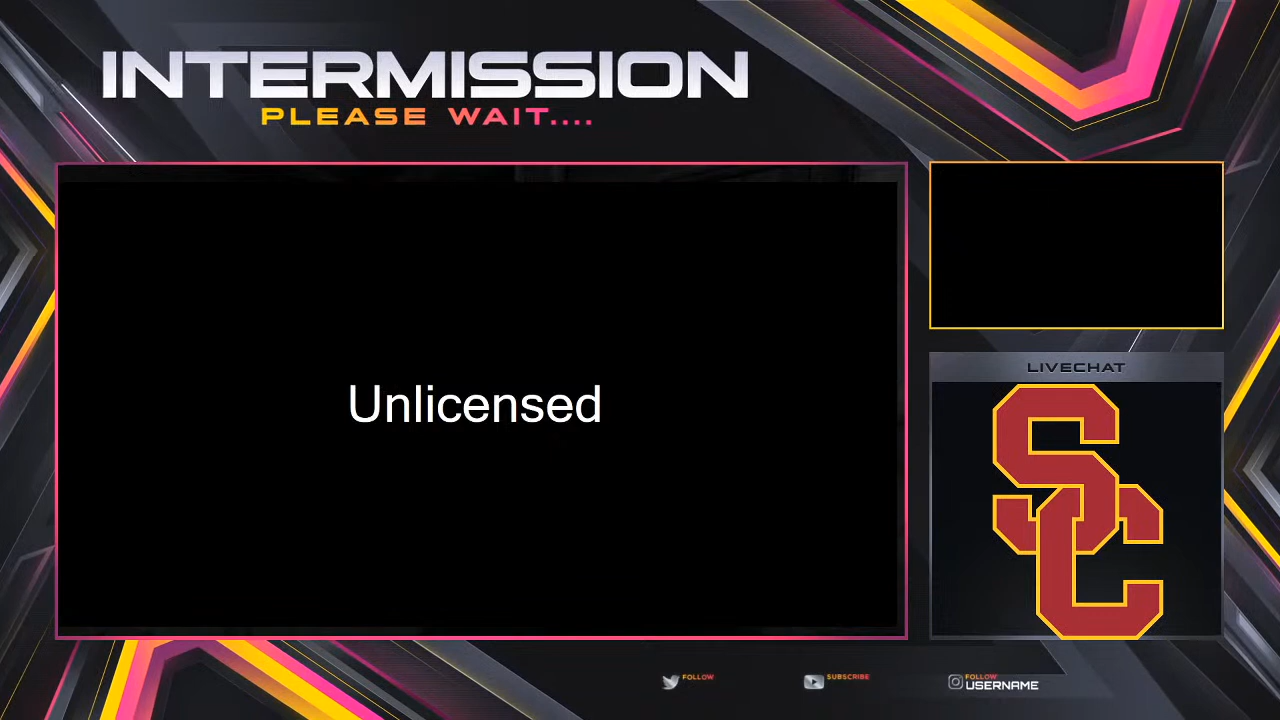 INTERMISSION
PLEASE WAIT....
Unlicensed
LIVECHAT
SC
FOLLOW
SUBSCRIBE
FOLLOW
USERNAME